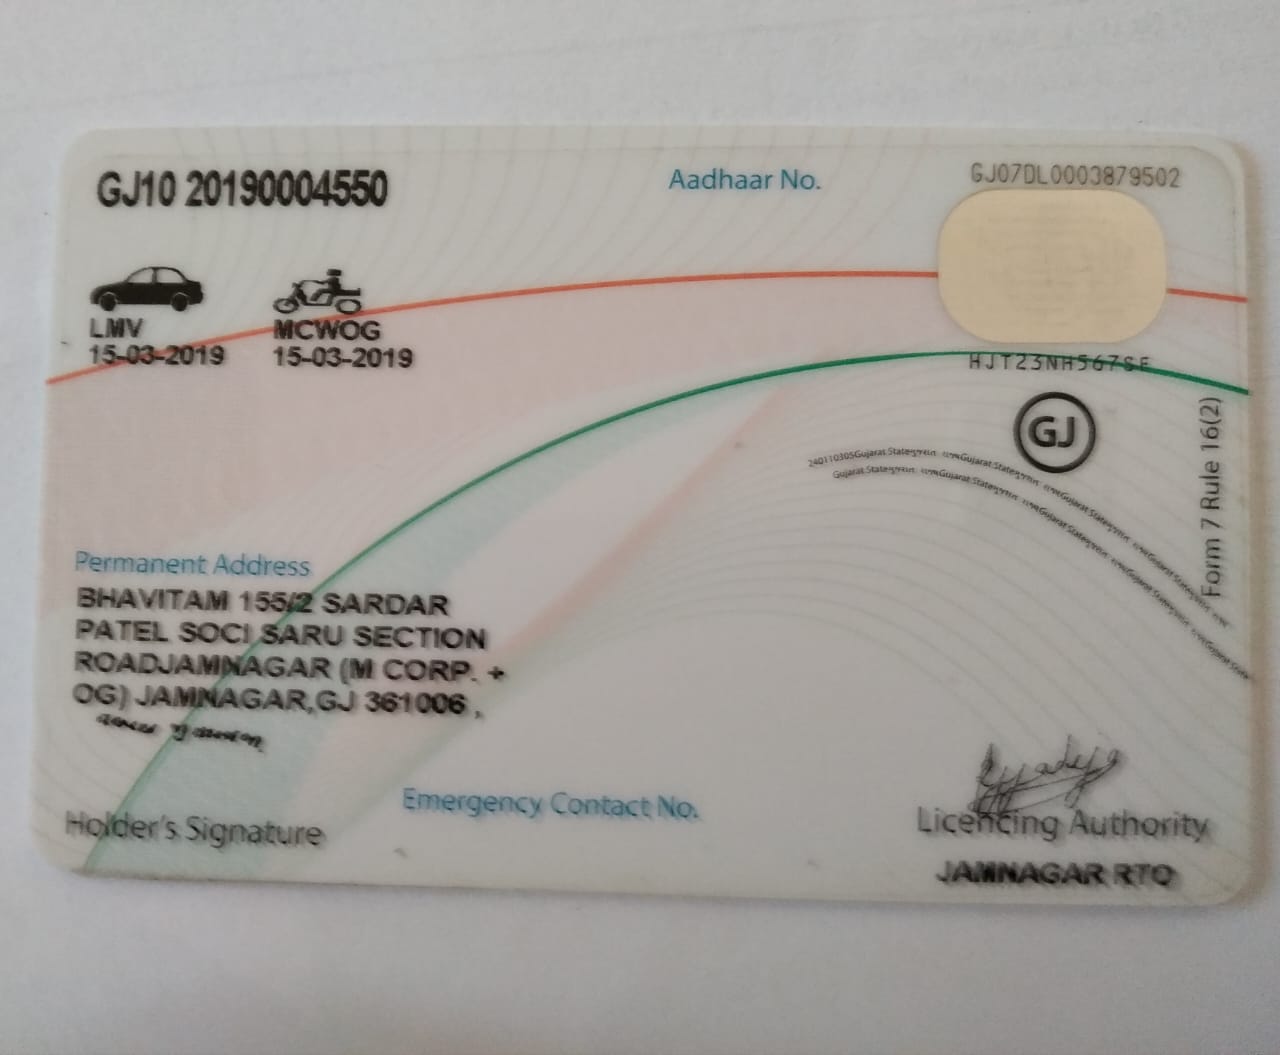 GJ10 20190004550
Aadhaar No.
GJ07DL0003879502
LMV
15-03-2019
MCWOG
15-03-2019
HJT23NH567SF
GJ
Form 7 Rule 16(2)
Permanent Address
BHAVITAM 155/2 SARDAR
PATEL SOCI SARU SECTION
ROADJAMNAGAR (M CORP. +
OG) JAMNAGAR,GJ 361006 ,
Holder's Signature
Emergency Contact No.
Licencing Authority
JAMNAGAR RTO